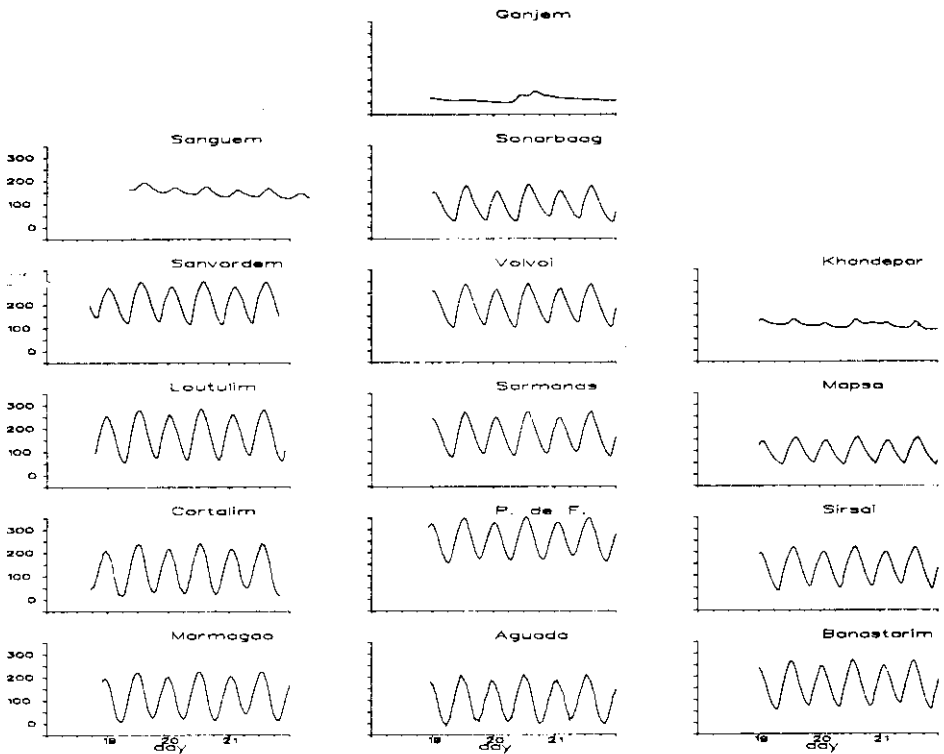 Ganjem
Sanguem
Sonarbaag
300
200
100
0
Sanvordem
Volvoi
Khandepar
200
100
0
Loutulim
Sarmanas
Mapsa
300
200
100
0
Cortalim
P. de F.
Sirsai
300
200
100
0
Marmagao
Aguada
Banastarim
300
200
100
0
19 20 21
day
19 20 21
day
19 20 21
day